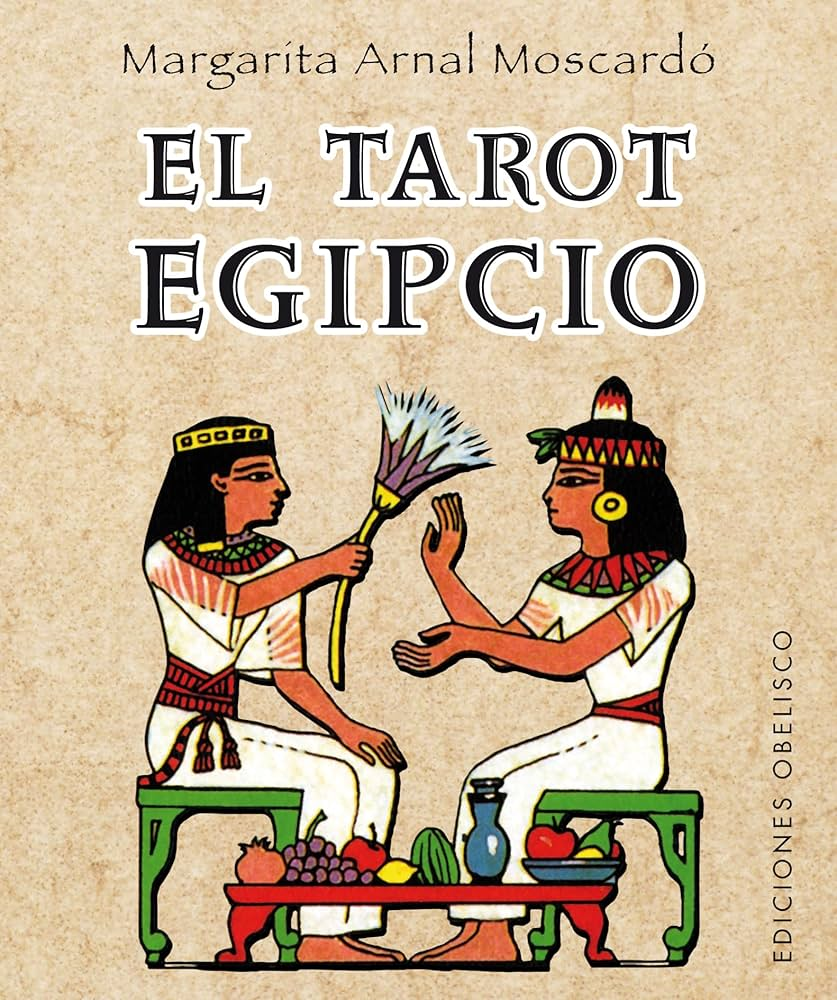 Margarita Arnal Moscardó
EL TAROT
EGIPCIO
EDICIONES OBELISCO